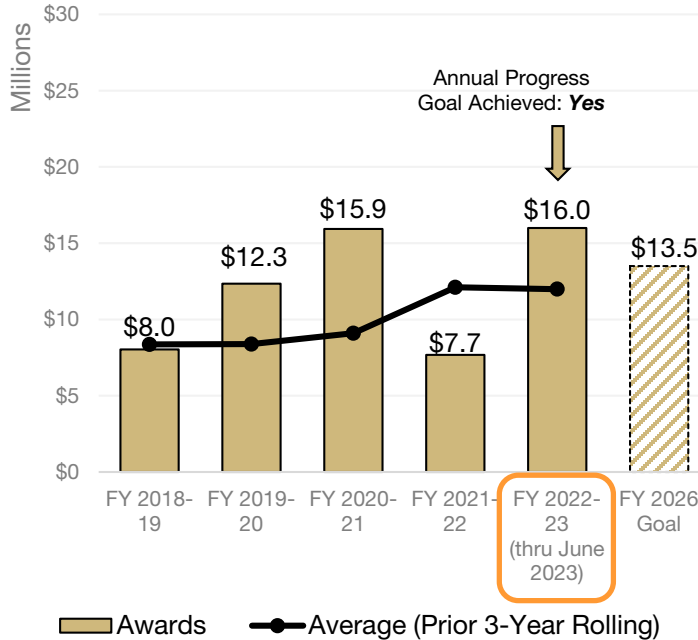 $30
Millions
$25
$20
$15
$10
$5
$0
Annual Progress
Goal Achieved: Yes
$8.0
$12.3
$15.9
$7.7
$16.0
$13.5
FY 2018-
19
FY 2019-
20
FY 2020-
21
FY 2021-
22
FY 2022-
23
(thru June
2023)
FY 2026
Goal
Awards
Average (Prior 3-Year Rolling)